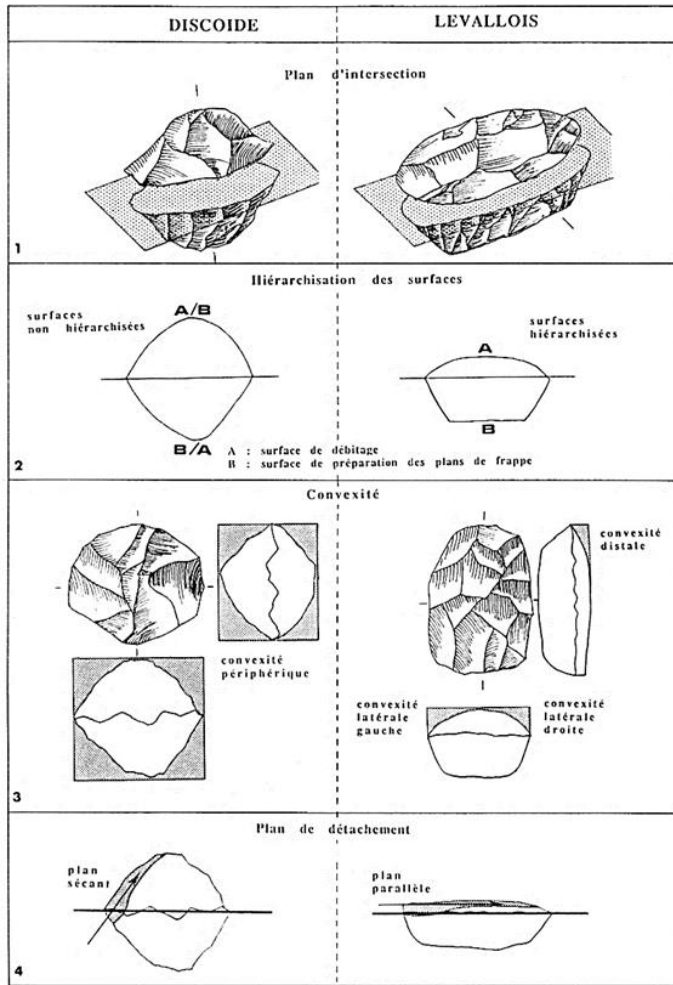 DISCOIDE
LEVALLOIS
Plan d'intersection
1
Hiérarchisation des surfaces
surfaces
non hiérarchisées
A/B
B/A
surfaces
hiérarchisées
A
B
A : surface de débitage
B : surface de préparation des plans de frappe
2
Convexité
convexité
périphérique
convexité
distale
convexité
latérale
gauche
convexité
latérale
droite
3
Plan de détachement
plan
sécant
plan
parallèle
4